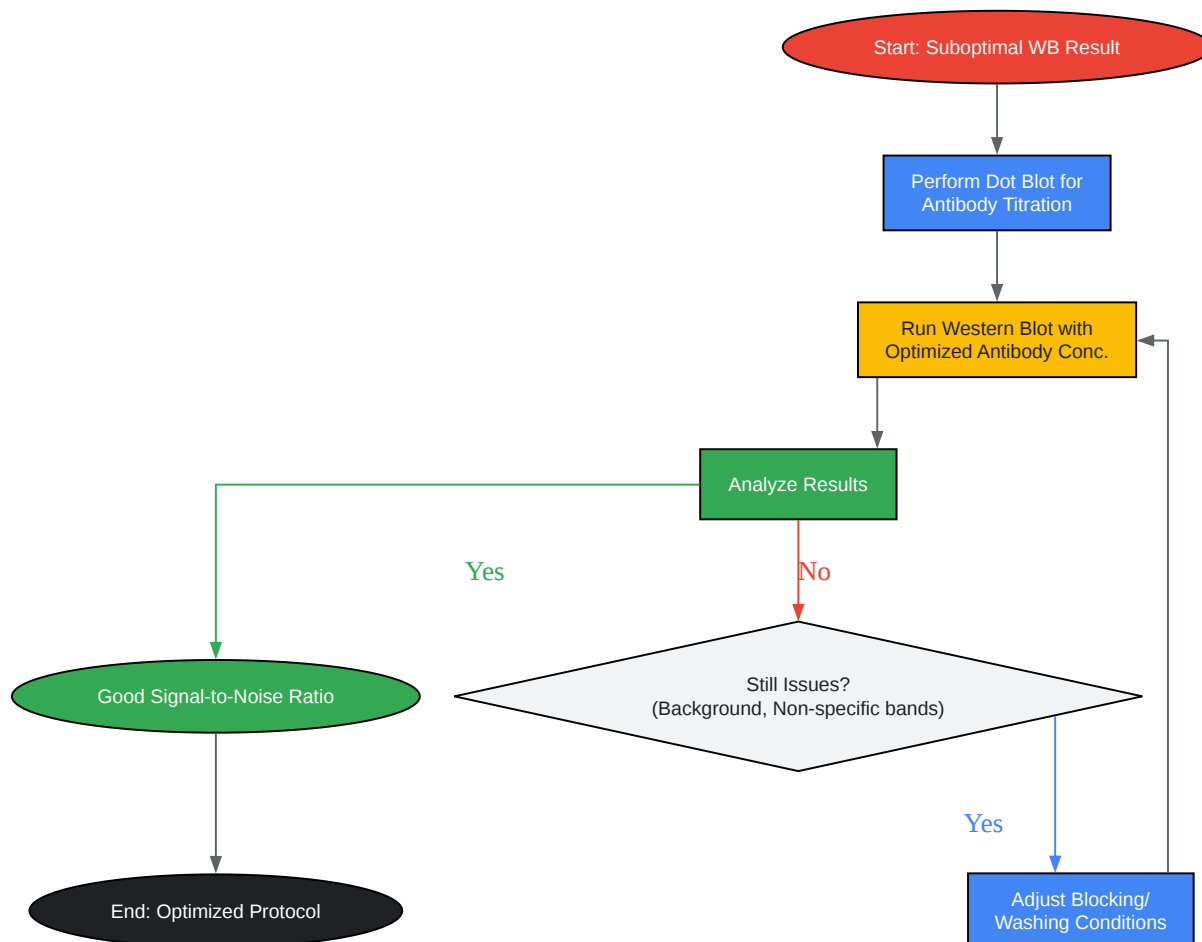 Start: Suboptimal WB Result
Perform Dot Blot for
Antibody Titration
Run Western Blot with
Optimized Antibody Conc.
Analyze Results
Yes
No
Good Signal-to-Noise Ratio
Still Issues?
(Background, Non-specific bands)
Yes
End: Optimized Protocol
Adjust Blocking/
Washing Conditions